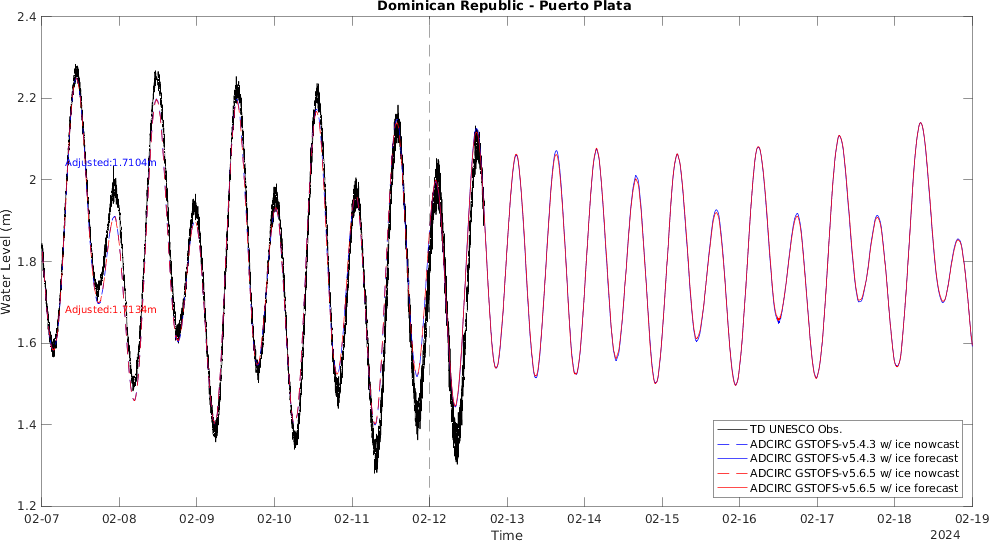 Dominican Republic - Puerto Plata
2.4
2.2
2
1.8
1.6
1.4
1.2
Water Level (m)
Adjusted:1.7104m
Adjusted:1.7134m
TD UNESCO Obs.
ADCIRC GSTOFS-v5.4.3 w/ ice nowcast
ADCIRC GSTOFS-v5.4.3 w/ ice forecast
ADCIRC GSTOFS-v5.6.5 w/ ice nowcast
ADCIRC GSTOFS-v5.6.5 w/ ice forecast
02-07 02-08 02-09 02-10 02-11 02-12 02-13 02-14 02-15 02-16 02-17 02-18 02-19
Time
2024